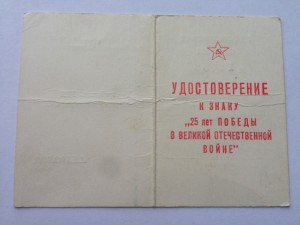 УДОСТОВЕРЕНИЕ
К ЗНАКУ
„25 лет ПОБЕДЫ
В ВЕЛИКОЙ ОТЕЧЕСТВЕННОЙ
ВОЙНЕ"